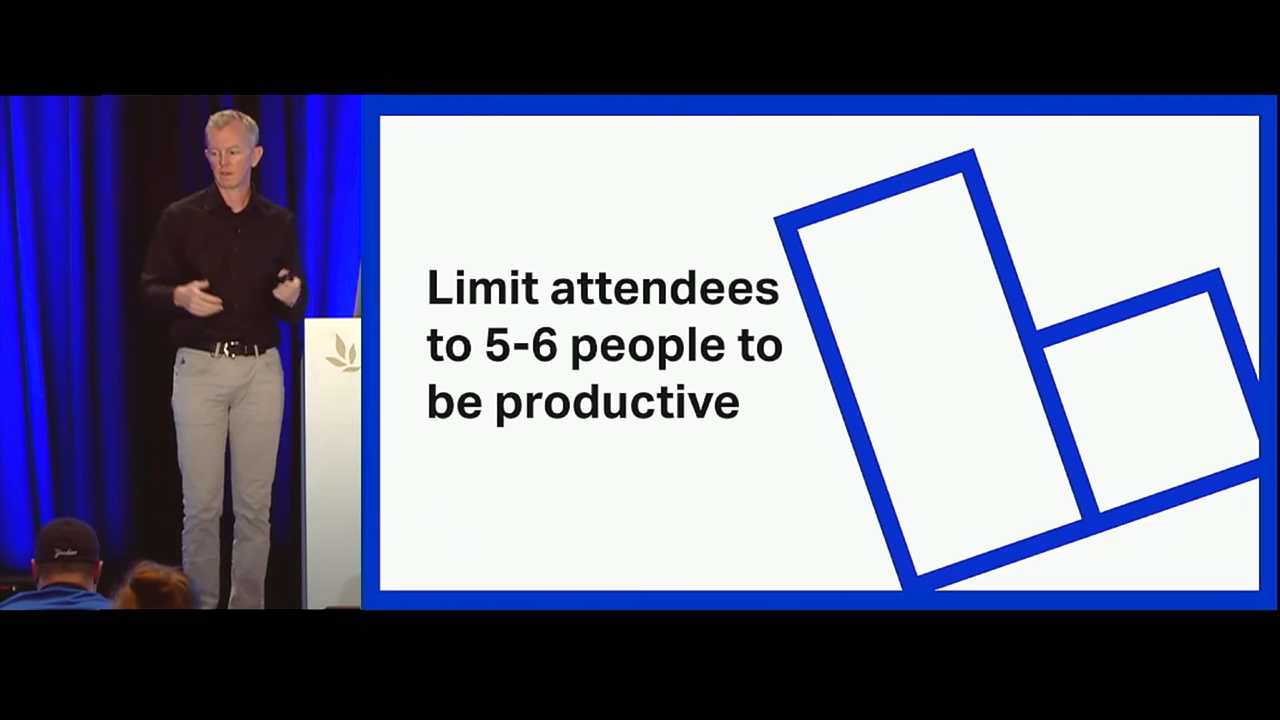 Limit attendees
to 5-6 people to
be productive